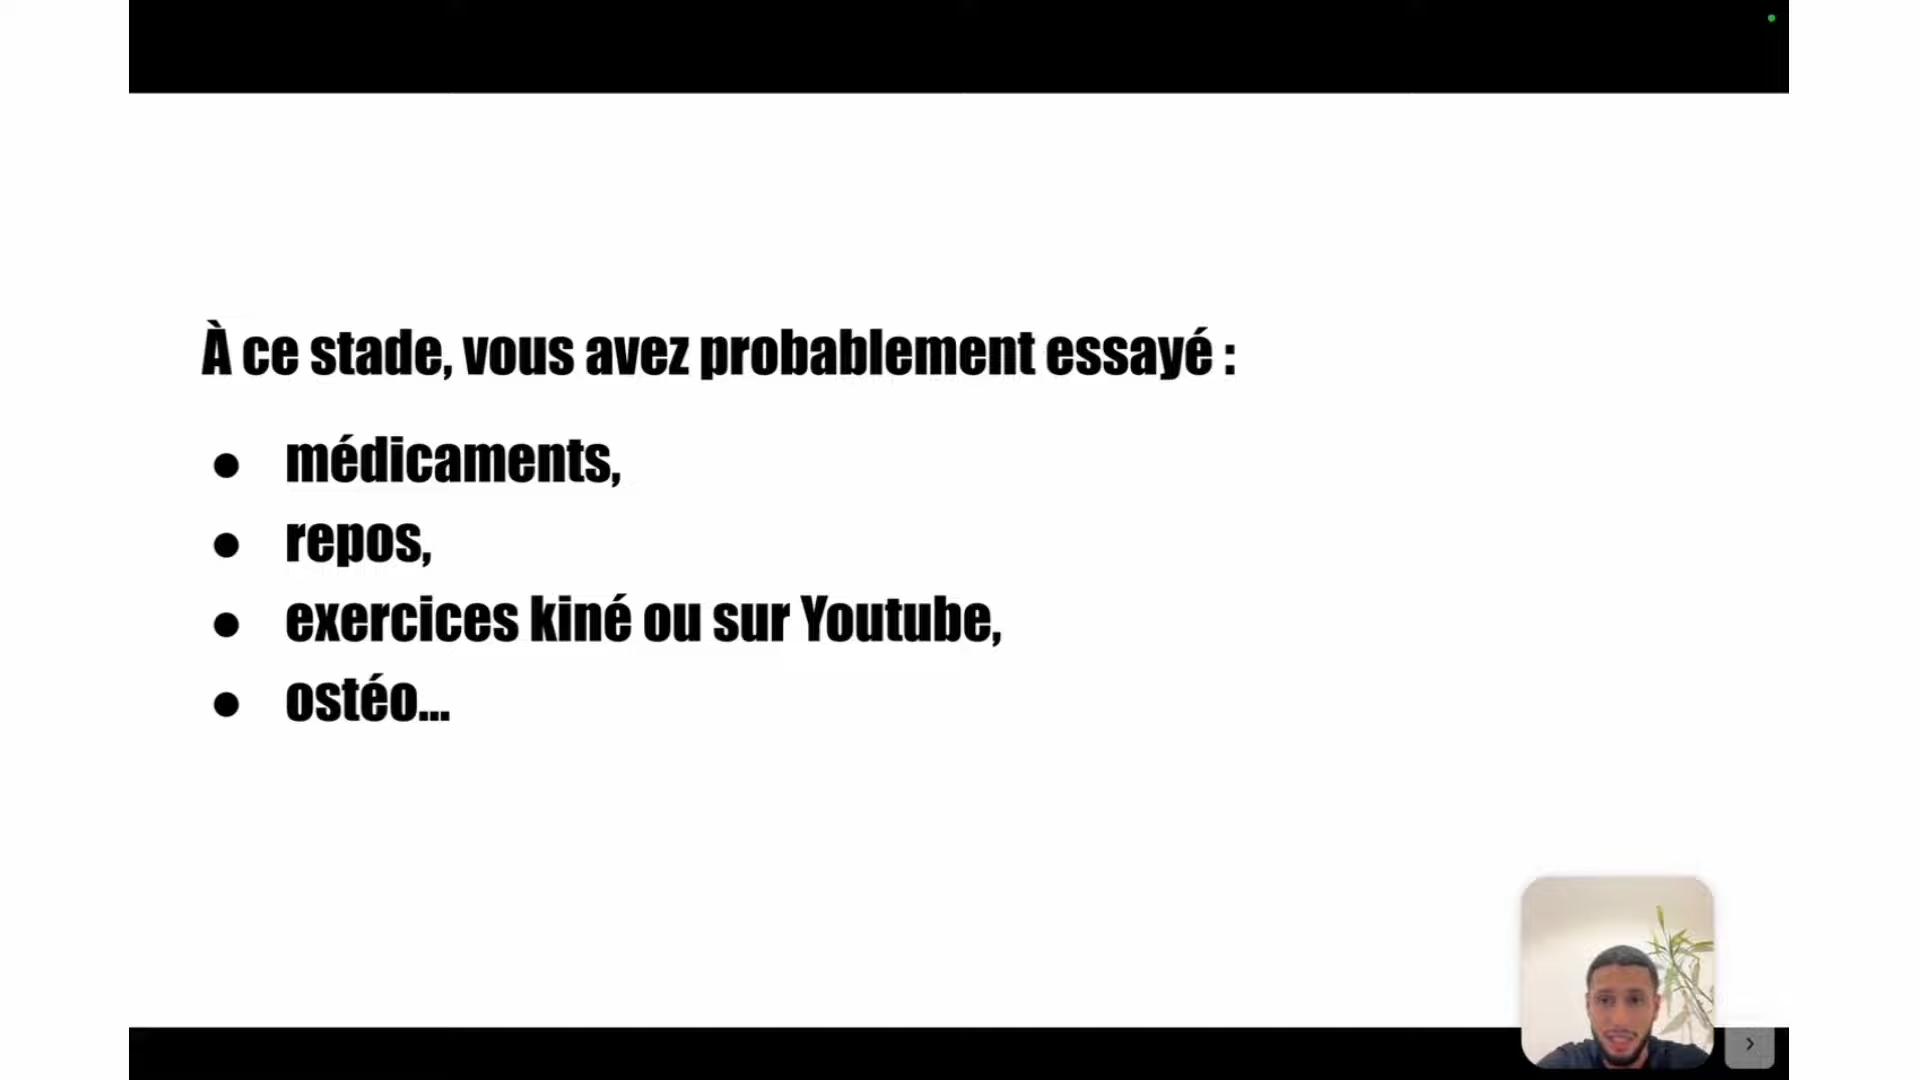 À ce stade, vous avez probablement essayé :
● médicaments,
● repos,
● exercices kiné ou sur Youtube,
● ostéo...